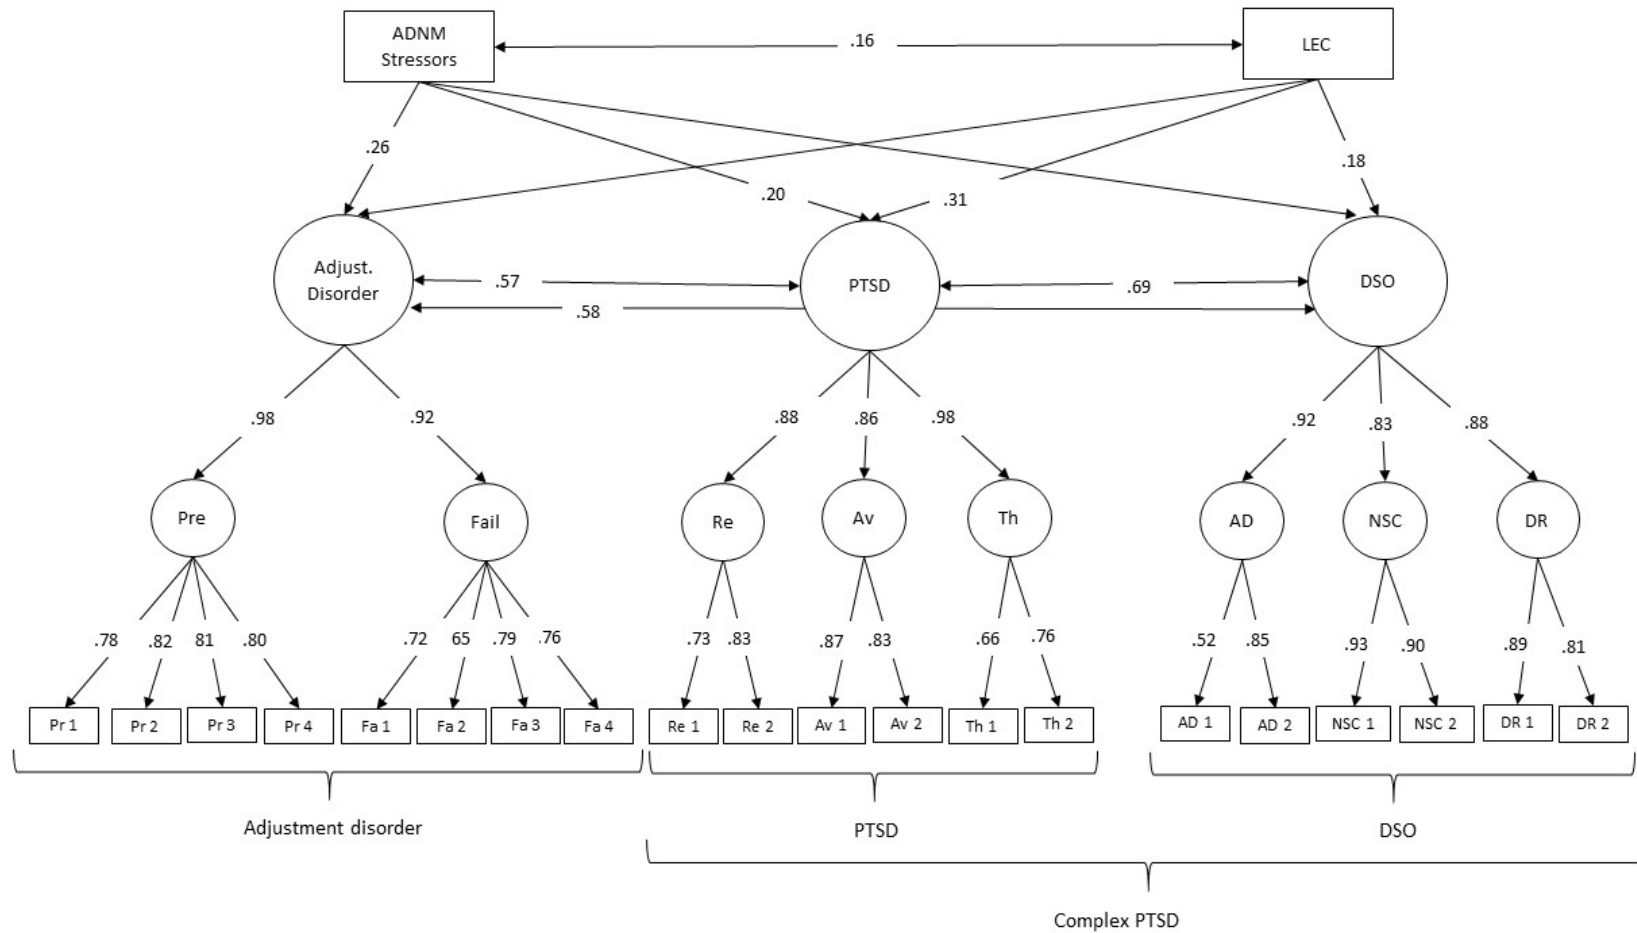 ADNM
Stressors
.16
LEC
.26
.20
.31
.18
Adjust.
Disorder
.57
PTSD
.69
DSO
.58
.98
.92
.88
.86
.98
.92
.83
.88
Pre
Fail
Re
Av
Th
AD
NSC
DR
.78
.82
81
.80
.72
65
.79
.76
.73
.83
.87
.83
.66
.76
.52
.85
.93
.90
.89
.81
Pr 1
Pr 2
Pr 3
Pr 4
Fa 1
Fa 2
Fa 3
Fa 4
Re 1
Re 2
Av 1
Av 2
Th 1
Th 2
AD 1
AD 2
NSC 1
NSC 2
DR 1
DR 2
Adjustment disorder
PTSD
DSO
Complex PTSD